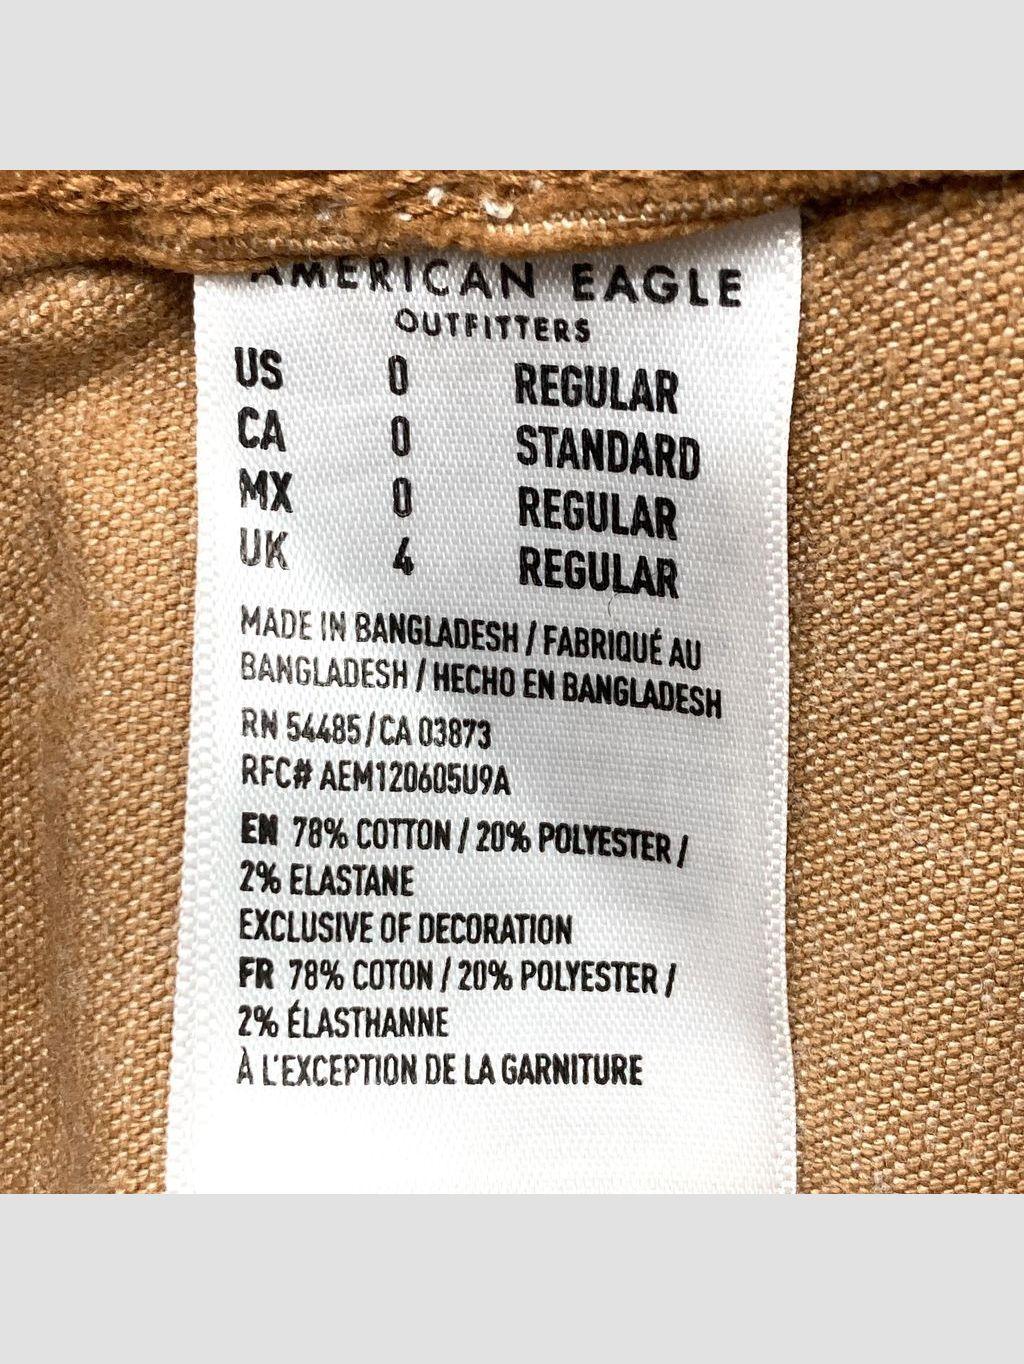 AMERICAN EAGLE
OUTFITTERS
US 0 REGULAR
CA 0 STANDARD
MX 0 REGULAR
UK 4 REGULAR
MADE IN BANGLADESH / FABRIQUÉ AU
BANGLADESH / HECHO EN BANGLADESH
RN 54485/CA 03873
RFC# AEM120605U9A
EN 78% COTTON / 20% POLYESTER /
2% ELASTANE
EXCLUSIVE OF DECORATION
FR 78% COTON / 20% POLYESTER /
2% ÉLASTHANNE
À L'EXCEPTION DE LA GARNITURE